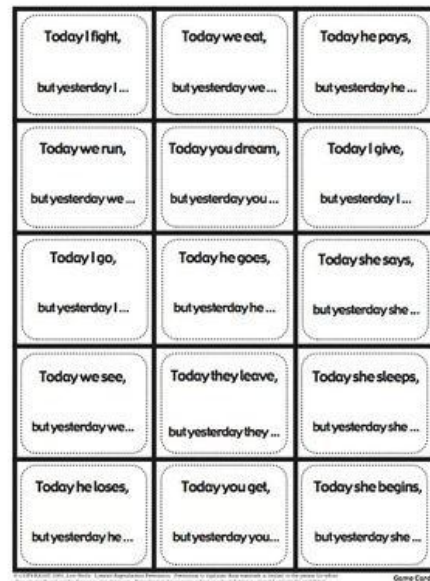 Today I fight,
but yesterday I ...
Today we eat,
but yesterday we ...
Today he pays,
but yesterday he ...
Today we run,
but yesterday we ...
Today you dream,
but yesterday you ...
Today I give,
but yesterday I ...
Today I go,
but yesterday I ...
Today he goes,
but yesterday he ...
Today she says,
but yesterday she ...
Today we see,
but yesterday we...
Today they leave,
but yesterday they ...
Today she sleeps,
but yesterday she ...
Today he loses,
but yesterday he ...
Today you get,
but yesterday you...
Today she begins,
but yesterday she ...